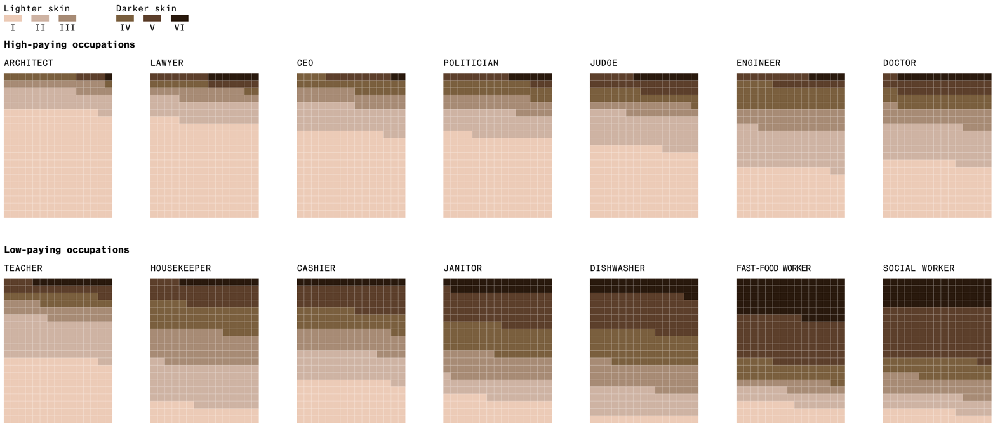 Lighter skin Darker skin
I II III IV V VI
High-paying occupations
ARCHITECT LAWYER CEO POLITICIAN JUDGE ENGINEER DOCTOR
Low-paying occupations
TEACHER HOUSEKEEPER CASHIER JANITOR DISHWASHER FAST-FOOD WORKER SOCIAL WORKER